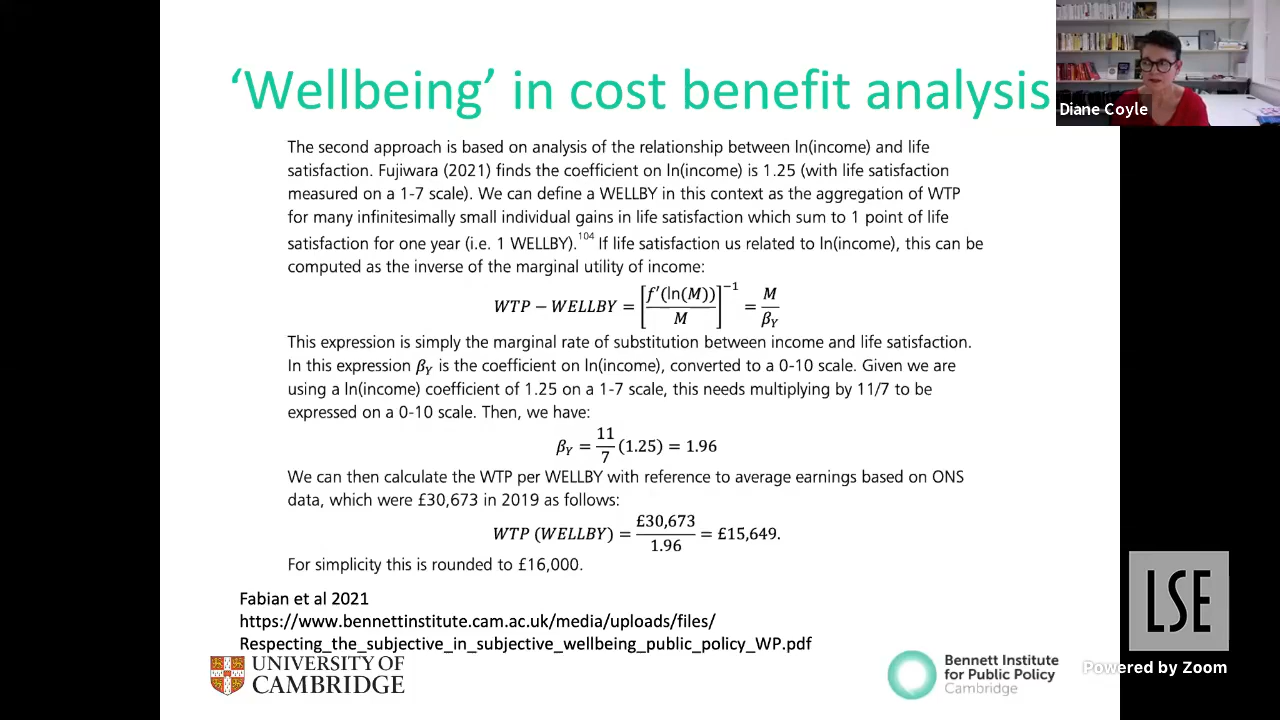 ‘Wellbeing’ in cost benefit analysis
Diane Coyle
The second approach is based on analysis of the relationship between ln(income) and life
satisfaction. Fujiwara (2021) finds the coefficient on ln(income) is 1.25 (with life satisfaction
measured on a 1-7 scale). We can define a WELLBY in this context as the aggregation of WTP
for many infinitesimally small individual gains in life satisfaction which sum to 1 point of life
satisfaction for one year (i.e. 1 WELLBY).¹⁰⁴ If life satisfaction us related to ln(income), this can be
computed as the inverse of the marginal utility of income:
WTP − WELLBY = [f′(ln(M))/M]⁻¹ = M/β_Y
This expression is simply the marginal rate of substitution between income and life satisfaction.
In this expression β_Y is the coefficient on ln(income), converted to a 0-10 scale. Given we are
using a ln(income) coefficient of 1.25 on a 1-7 scale, this needs multiplying by 11/7 to be
expressed on a 0-10 scale. Then, we have:
β_Y = 11/7 (1.25) = 1.96
We can then calculate the WTP per WELLBY with reference to average earnings based on ONS
data, which were £30,673 in 2019 as follows:
WTP (WELLBY) = £30,673/1.96 = £15,649.
For simplicity this is rounded to £16,000.
Fabian et al 2021
https://www.bennettinstitute.cam.ac.uk/media/uploads/files/
Respecting_the_subjective_in_subjective_wellbeing_public_policy_WP.pdf
UNIVERSITY OF
CAMBRIDGE
Bennett Institute
for Public Policy
Cambridge
LSE
Powered by Zoom